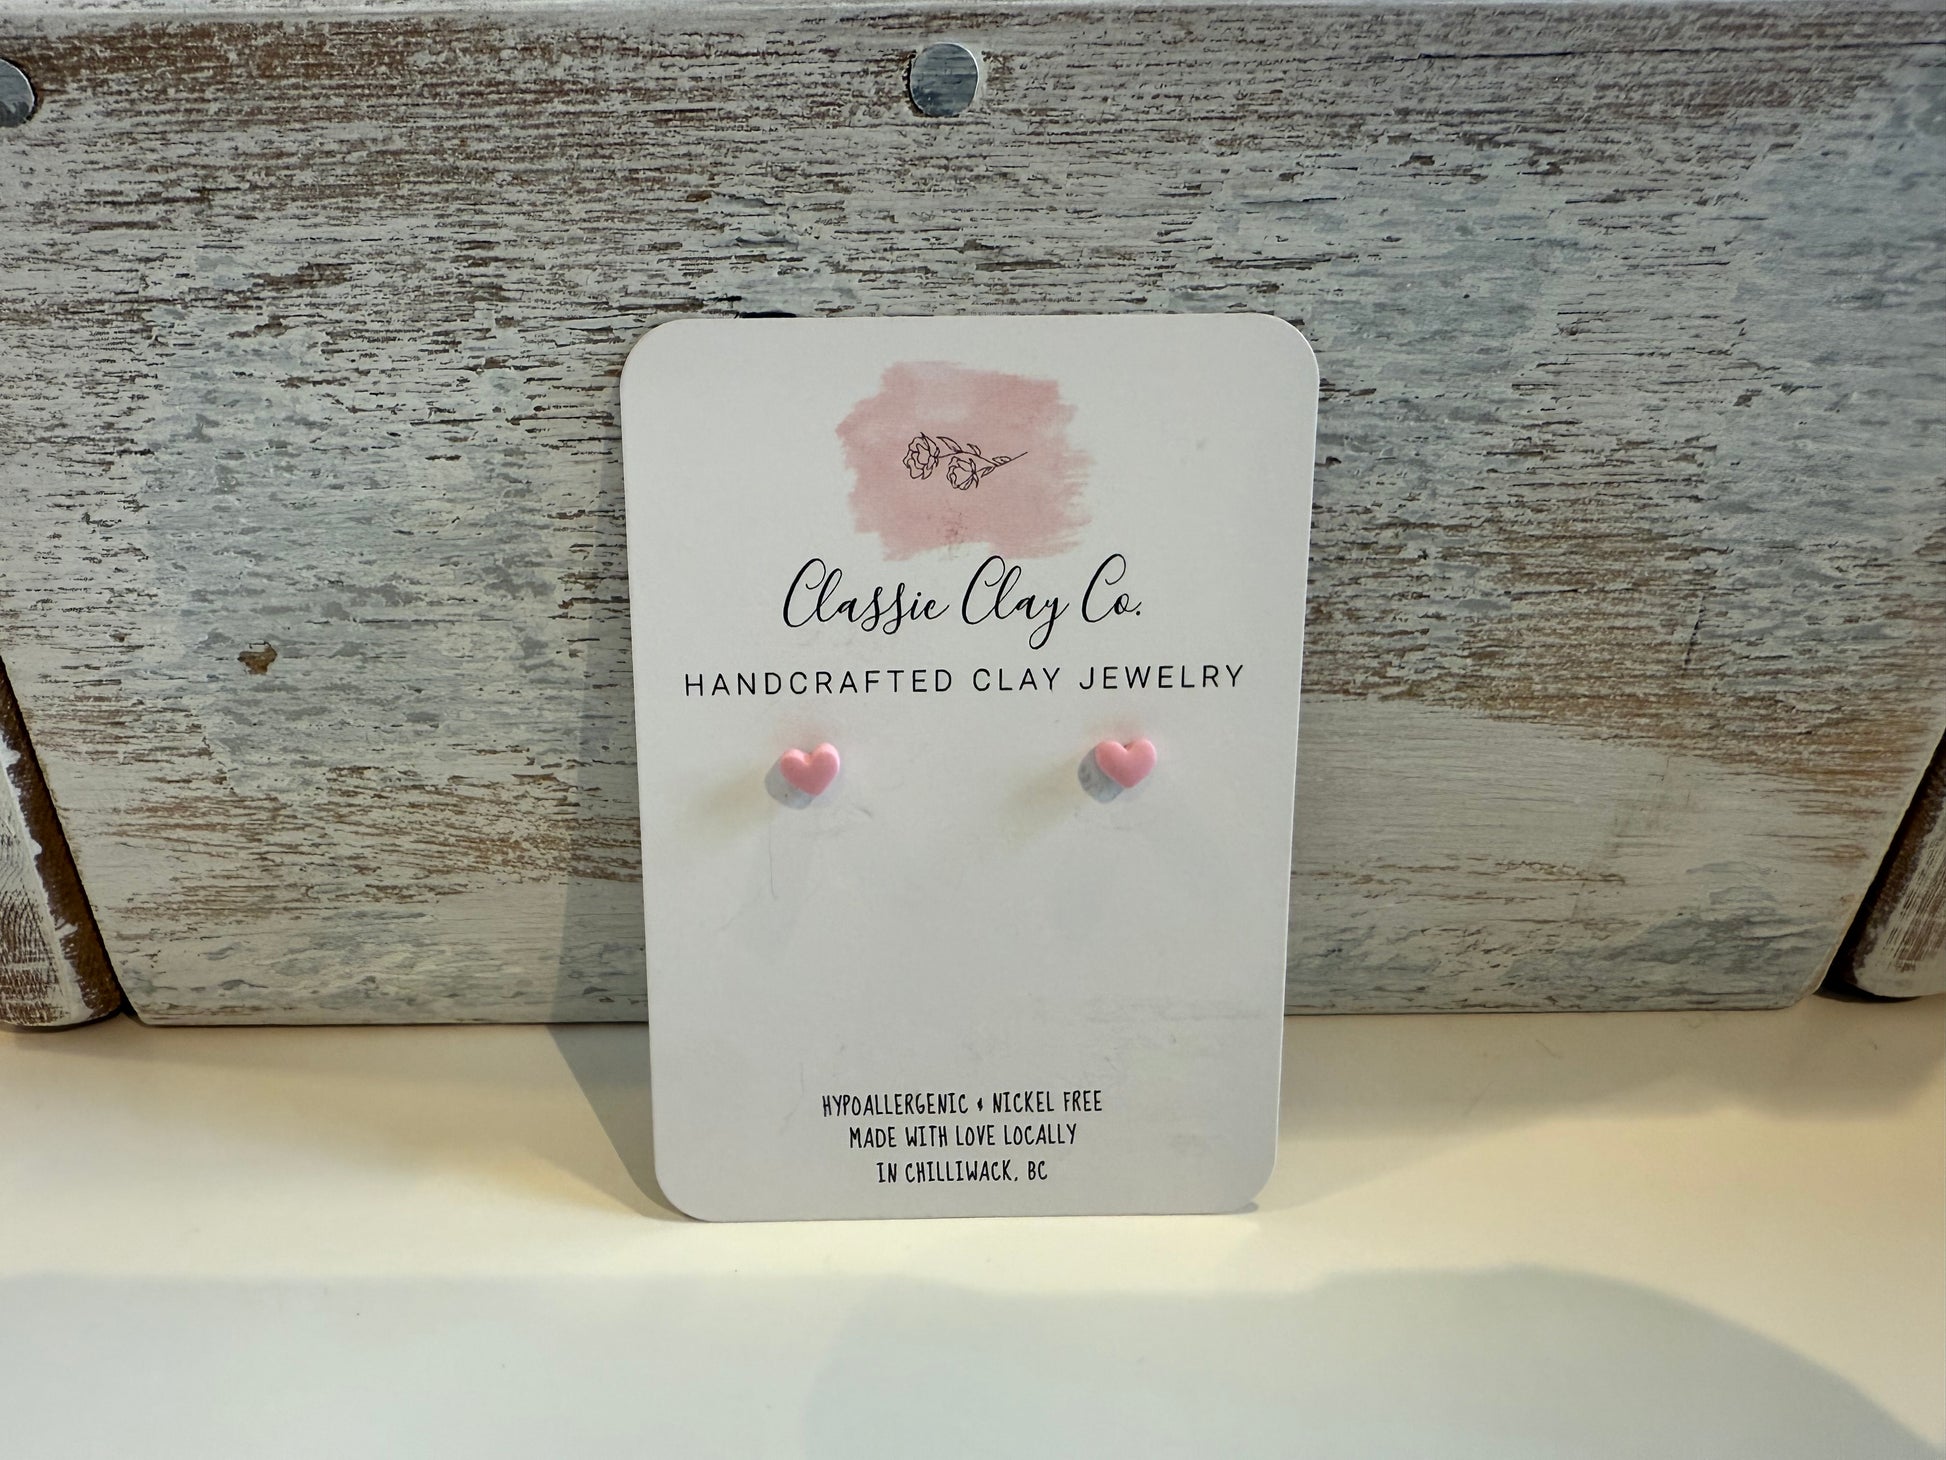 Classic Clay Co.
HANDCRAFTED CLAY JEWELRY
HYPOALLERGENIC & NICKEL FREE
MADE WITH LOVE LOCALLY
IN CHILLIWACK, BC